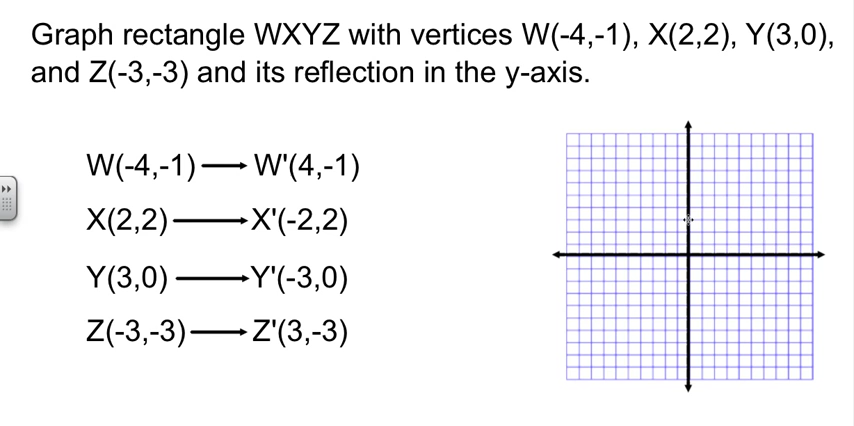 Graph rectangle WXYZ with vertices W(-4,-1), X(2,2), Y(3,0),
and Z(-3,-3) and its reflection in the y-axis.
W(-4,-1) ⟶ W'(4,-1)
X(2,2) ⟶ X'(-2,2)
Y(3,0) ⟶ Y'(-3,0)
Z(-3,-3) ⟶ Z'(3,-3)